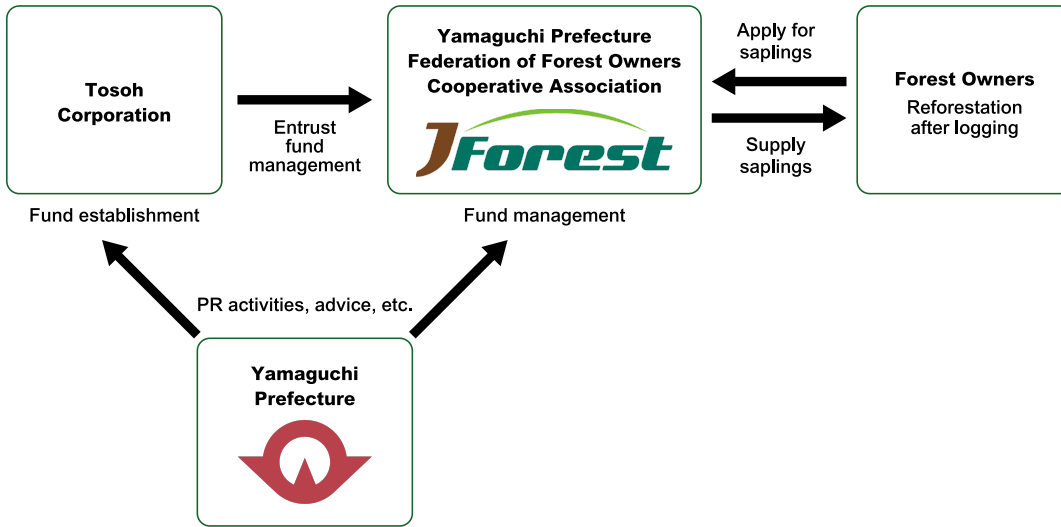 Tosoh
Corporation
Entrust
fund
management
Yamaguchi Prefecture
Federation of Forest Owners
Cooperative Association
JForest
Apply for
saplings
Supply
saplings
Forest Owners
Reforestation
after logging
Fund establishment
Fund management
PR activities, advice, etc.
Yamaguchi
Prefecture